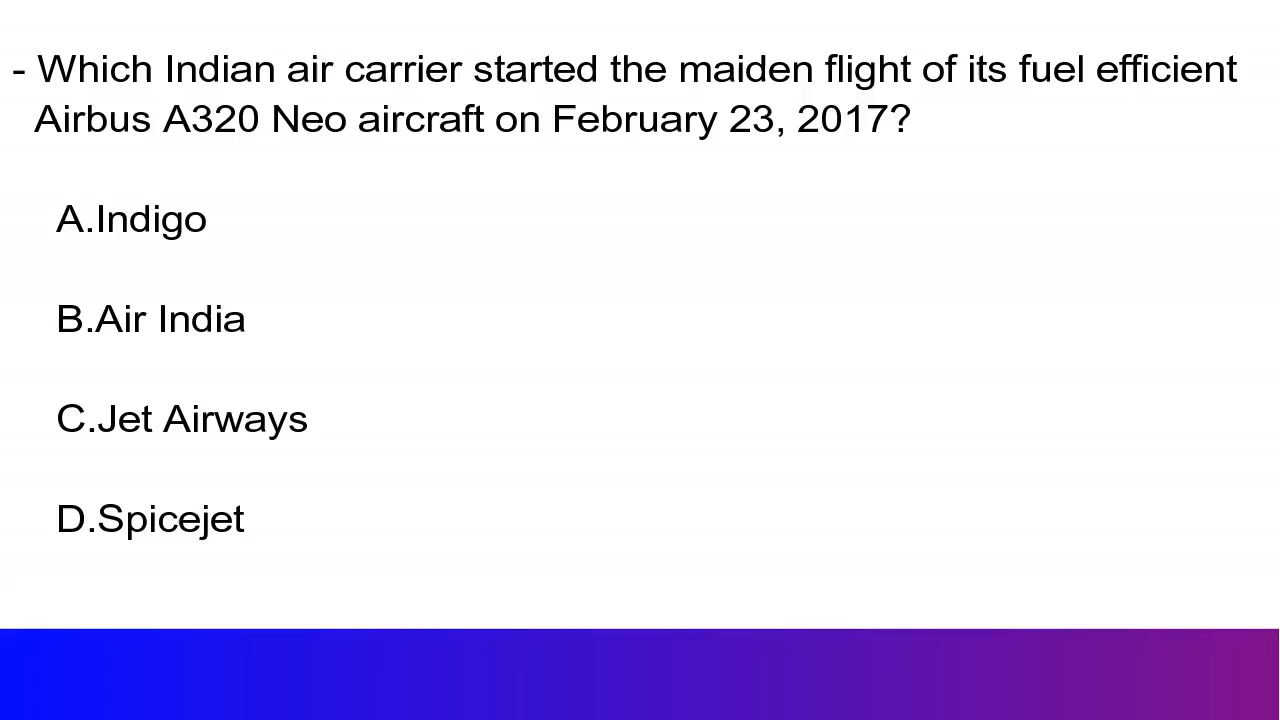 - Which Indian air carrier started the maiden flight of its fuel efficient
Airbus A320 Neo aircraft on February 23, 2017?
A.Indigo
B.Air India
C.Jet Airways
D.Spicejet